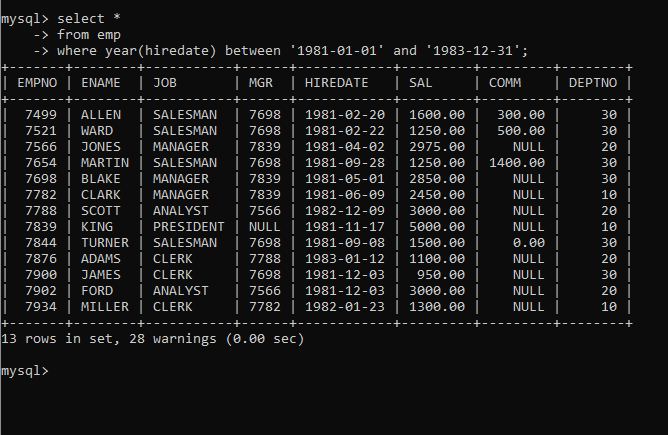 mysql> select *
    -> from emp
    -> where year(hiredate) between '1981-01-01' and '1983-12-31';
+-------+--------+-----------+------+------------+---------+---------+--------+
| EMPNO | ENAME  | JOB       | MGR  | HIREDATE   | SAL     | COMM    | DEPTNO |
+-------+--------+-----------+------+------------+---------+---------+--------+
|  7499 | ALLEN  | SALESMAN  | 7698 | 1981-02-20 | 1600.00 |  300.00 |     30 |
|  7521 | WARD   | SALESMAN  | 7698 | 1981-02-22 | 1250.00 |  500.00 |     30 |
|  7566 | JONES  | MANAGER   | 7839 | 1981-04-02 | 2975.00 |    NULL |     20 |
|  7654 | MARTIN | SALESMAN  | 7698 | 1981-09-28 | 1250.00 | 1400.00 |     30 |
|  7698 | BLAKE  | MANAGER   | 7839 | 1981-05-01 | 2850.00 |    NULL |     30 |
|  7782 | CLARK  | MANAGER   | 7839 | 1981-06-09 | 2450.00 |    NULL |     10 |
|  7788 | SCOTT  | ANALYST   | 7566 | 1982-12-09 | 3000.00 |    NULL |     20 |
|  7839 | KING   | PRESIDENT | NULL | 1981-11-17 | 5000.00 |    NULL |     10 |
|  7844 | TURNER | SALESMAN  | 7698 | 1981-09-08 | 1500.00 |    0.00 |     30 |
|  7876 | ADAMS  | CLERK     | 7788 | 1983-01-12 | 1100.00 |    NULL |     20 |
|  7900 | JAMES  | CLERK     | 7698 | 1981-12-03 |  950.00 |    NULL |     30 |
|  7902 | FORD   | ANALYST   | 7566 | 1981-12-03 | 3000.00 |    NULL |     20 |
|  7934 | MILLER | CLERK     | 7782 | 1982-01-23 | 1300.00 |    NULL |     10 |
+-------+--------+-----------+------+------------+---------+---------+--------+
13 rows in set, 28 warnings (0.00 sec)
mysql>